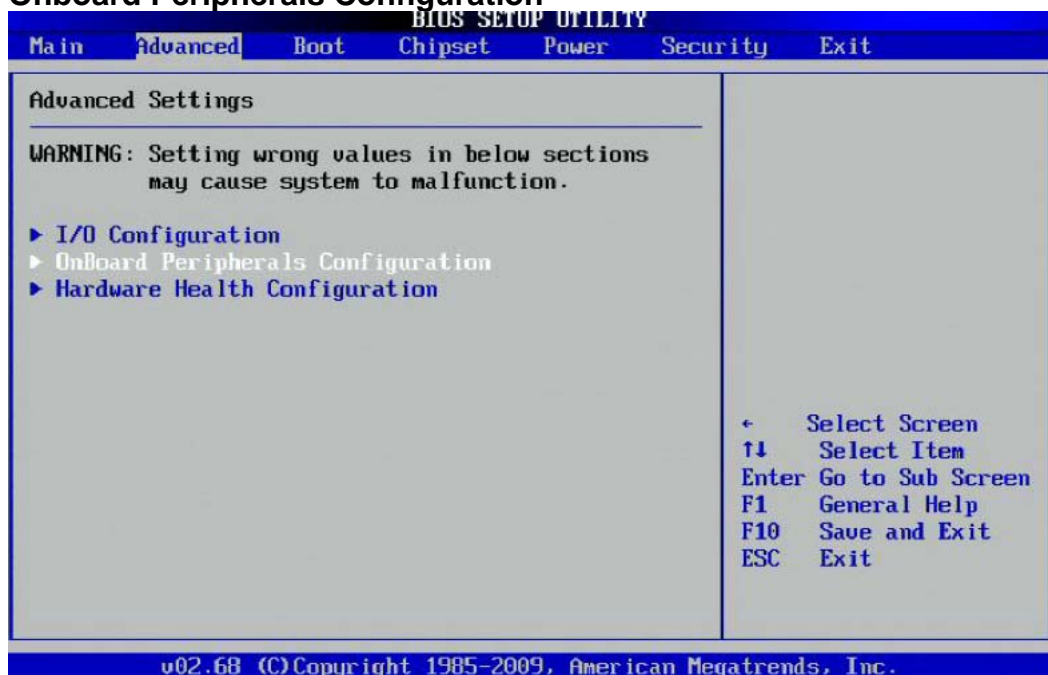 Onboard Peripherals Configuration
BIOS SETUP UTILITY
Main Advanced Boot Chipset Power Security Exit
Advanced Settings
WARNING: Setting wrong values in below sections
may cause system to malfunction.
▶ I/O Configuration
▶ OnBoard Peripherals Configuration
▶ Hardware Health Configuration
← Select Screen
↑↓ Select Item
Enter Go to Sub Screen
F1 General Help
F10 Save and Exit
ESC Exit
v02.68 (C)Copyright 1985-2009, American Megatrends, Inc.